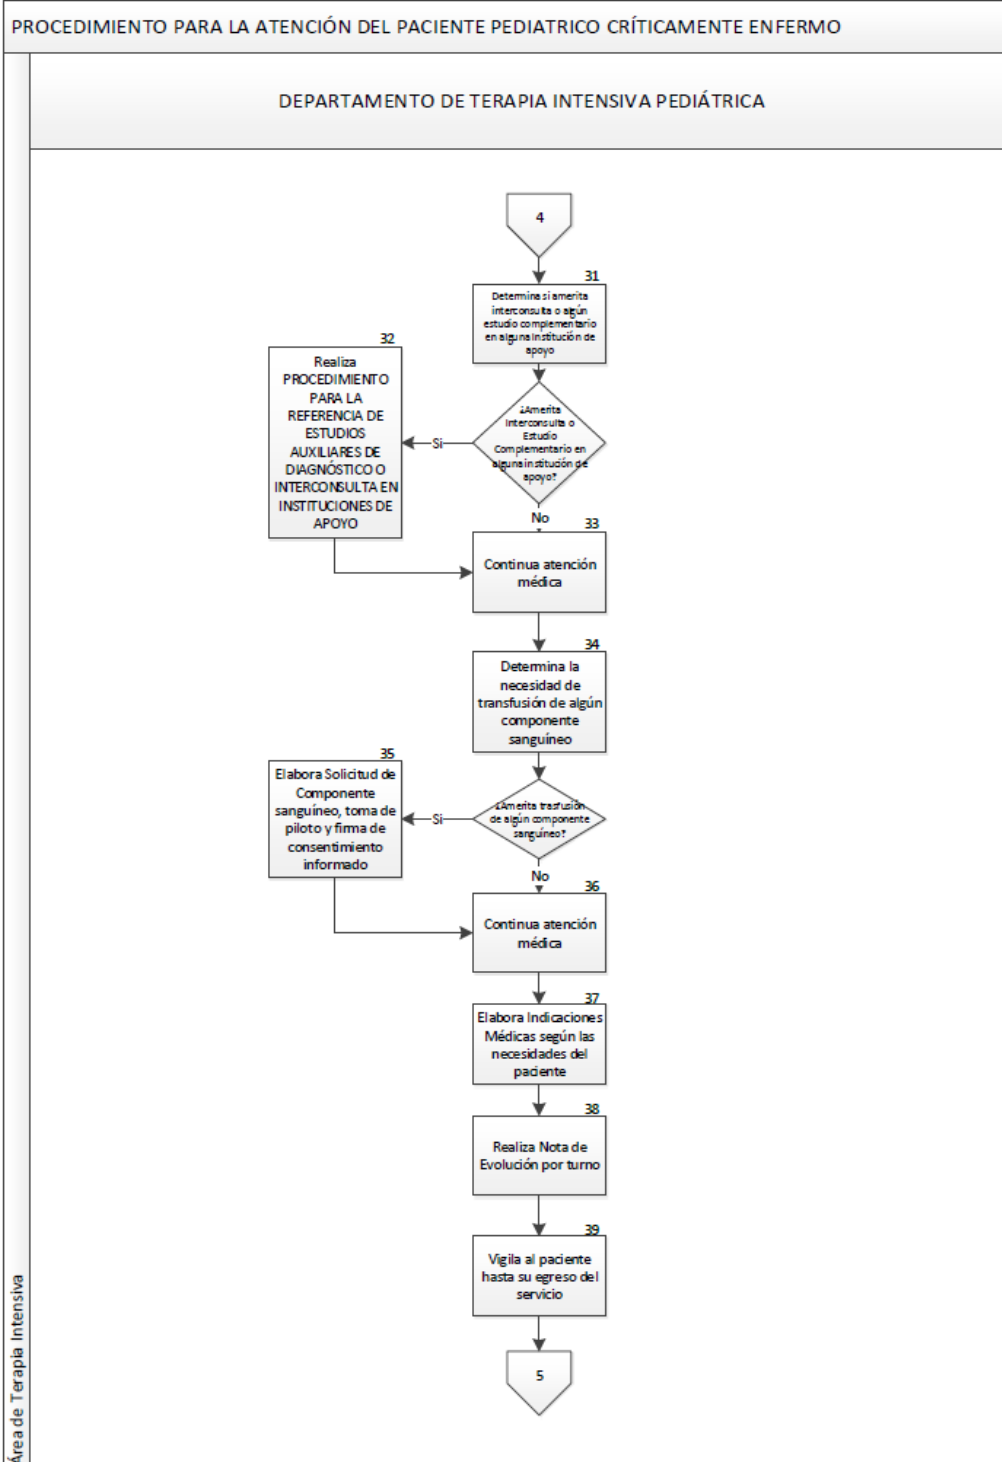 PROCEDIMIENTO PARA LA ATENCIÓN DEL PACIENTE PEDIATRICO CRÍTICAMENTE ENFERMO
DEPARTAMENTO DE TERAPIA INTENSIVA PEDIÁTRICA
4
31
Determina si amerita
interconsulta o algún
estudio complementario
en alguna institución de
apoyo
¿Amerita
Interconsulta o
Estudio
Complementario en
alguna institución de
apoyo?
Si
32
Realiza
PROCEDIMIENTO
PARA LA
REFERENCIA DE
ESTUDIOS
AUXILIARES DE
DIAGNÓSTICO O
INTERCONSULTA EN
INSTITUCIONES DE
APOYO
No
33
Continua atención
médica
34
Determina la
necesidad de
transfusión de algún
componente
sanguíneo
¿Amerita trasfusión
de algún componente
sanguíneo?
Si
35
Elabora Solicitud de
Componente
sanguíneo, toma de
piloto y firma de
consentimiento
informado
No
36
Continua atención
médica
37
Elabora Indicaciones
Médicas según las
necesidades del
paciente
38
Realiza Nota de
Evolución por turno
39
Vigila al paciente
hasta su egreso del
servicio
5
Área de Terapia Intensiva